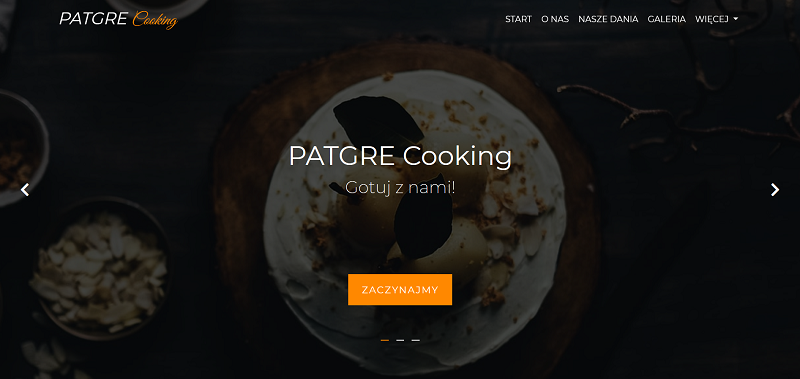 PATGRE Cooking
START O NAS NASZE DANIA GALERIA WIĘCEJ
PATGRE Cooking
Gotuj z nami!
ZACZYNAJMY